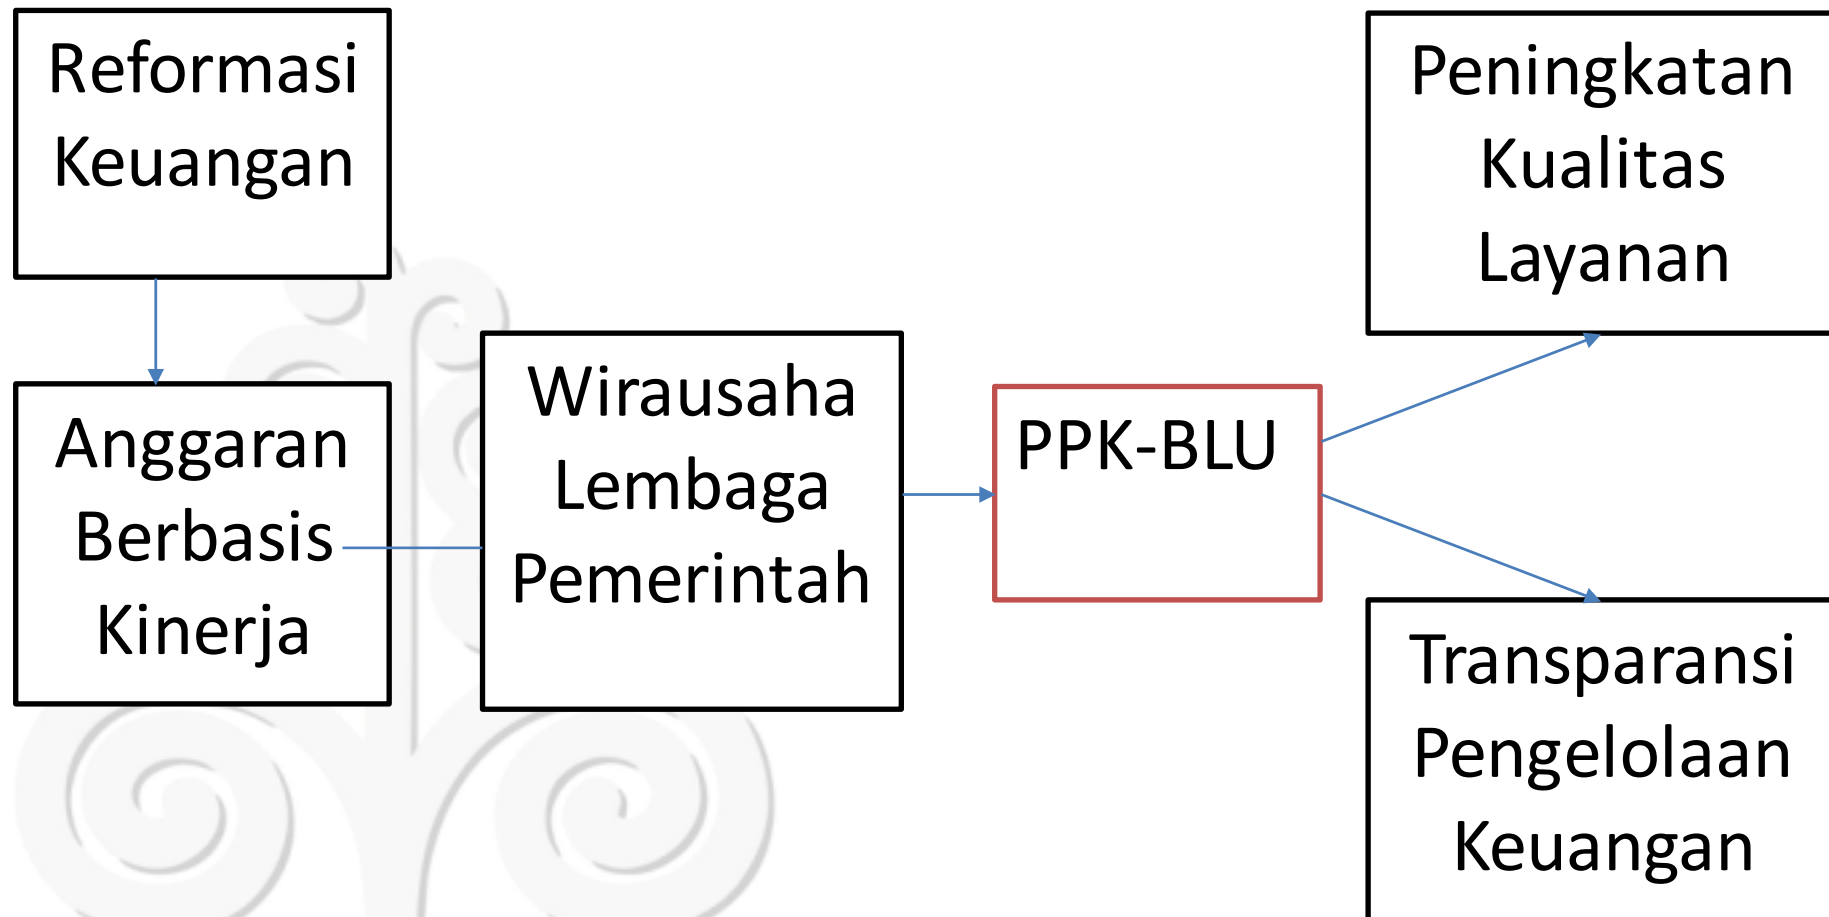 Reformasi
Keuangan
Anggaran
Berbasis
Kinerja
Wirausaha
Lembaga
Pemerintah
PPK-BLU
Peningkatan
Kualitas
Layanan
Transparansi
Pengelolaan
Keuangan